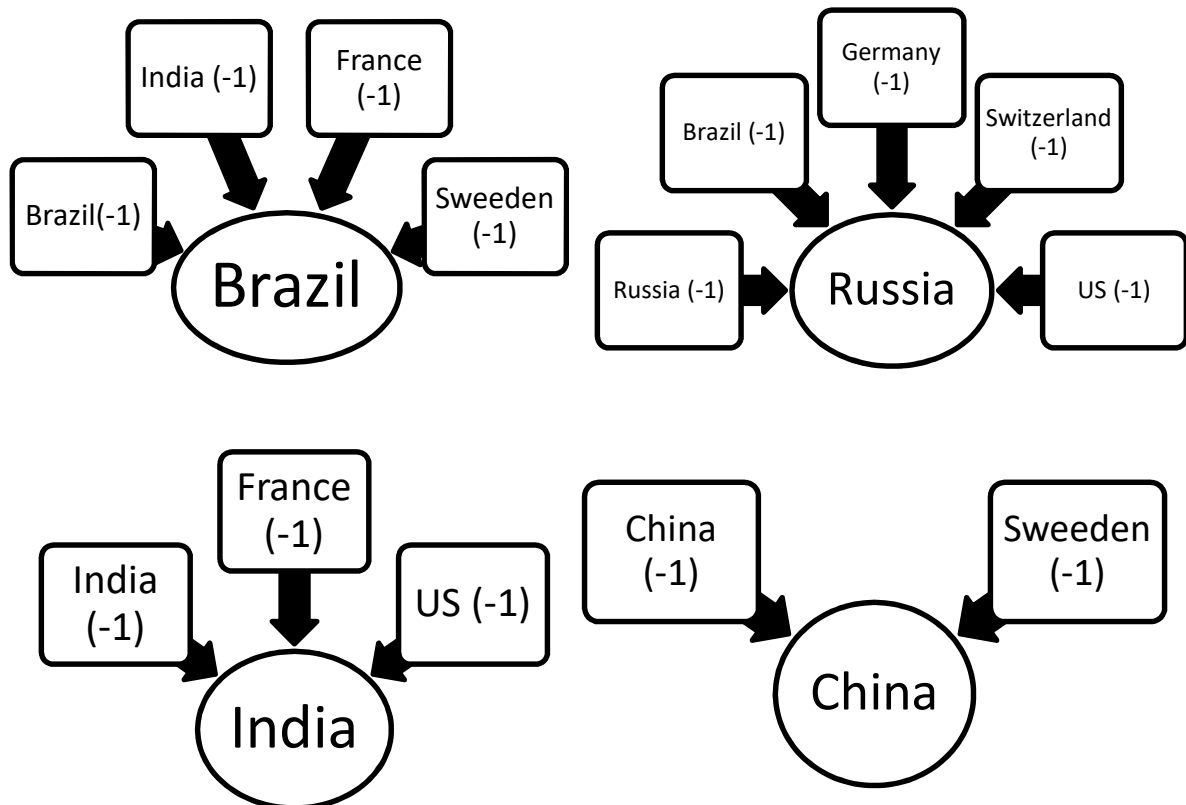 India (-1)
France
(-1)
Brazil(-1)
Sweeden
(-1)
Brazil
Germany
(-1)
Brazil (-1)
Switzerland
(-1)
Russia (-1)
US (-1)
Russia
France
(-1)
India
(-1)
US (-1)
India
China
(-1)
Sweeden
(-1)
China